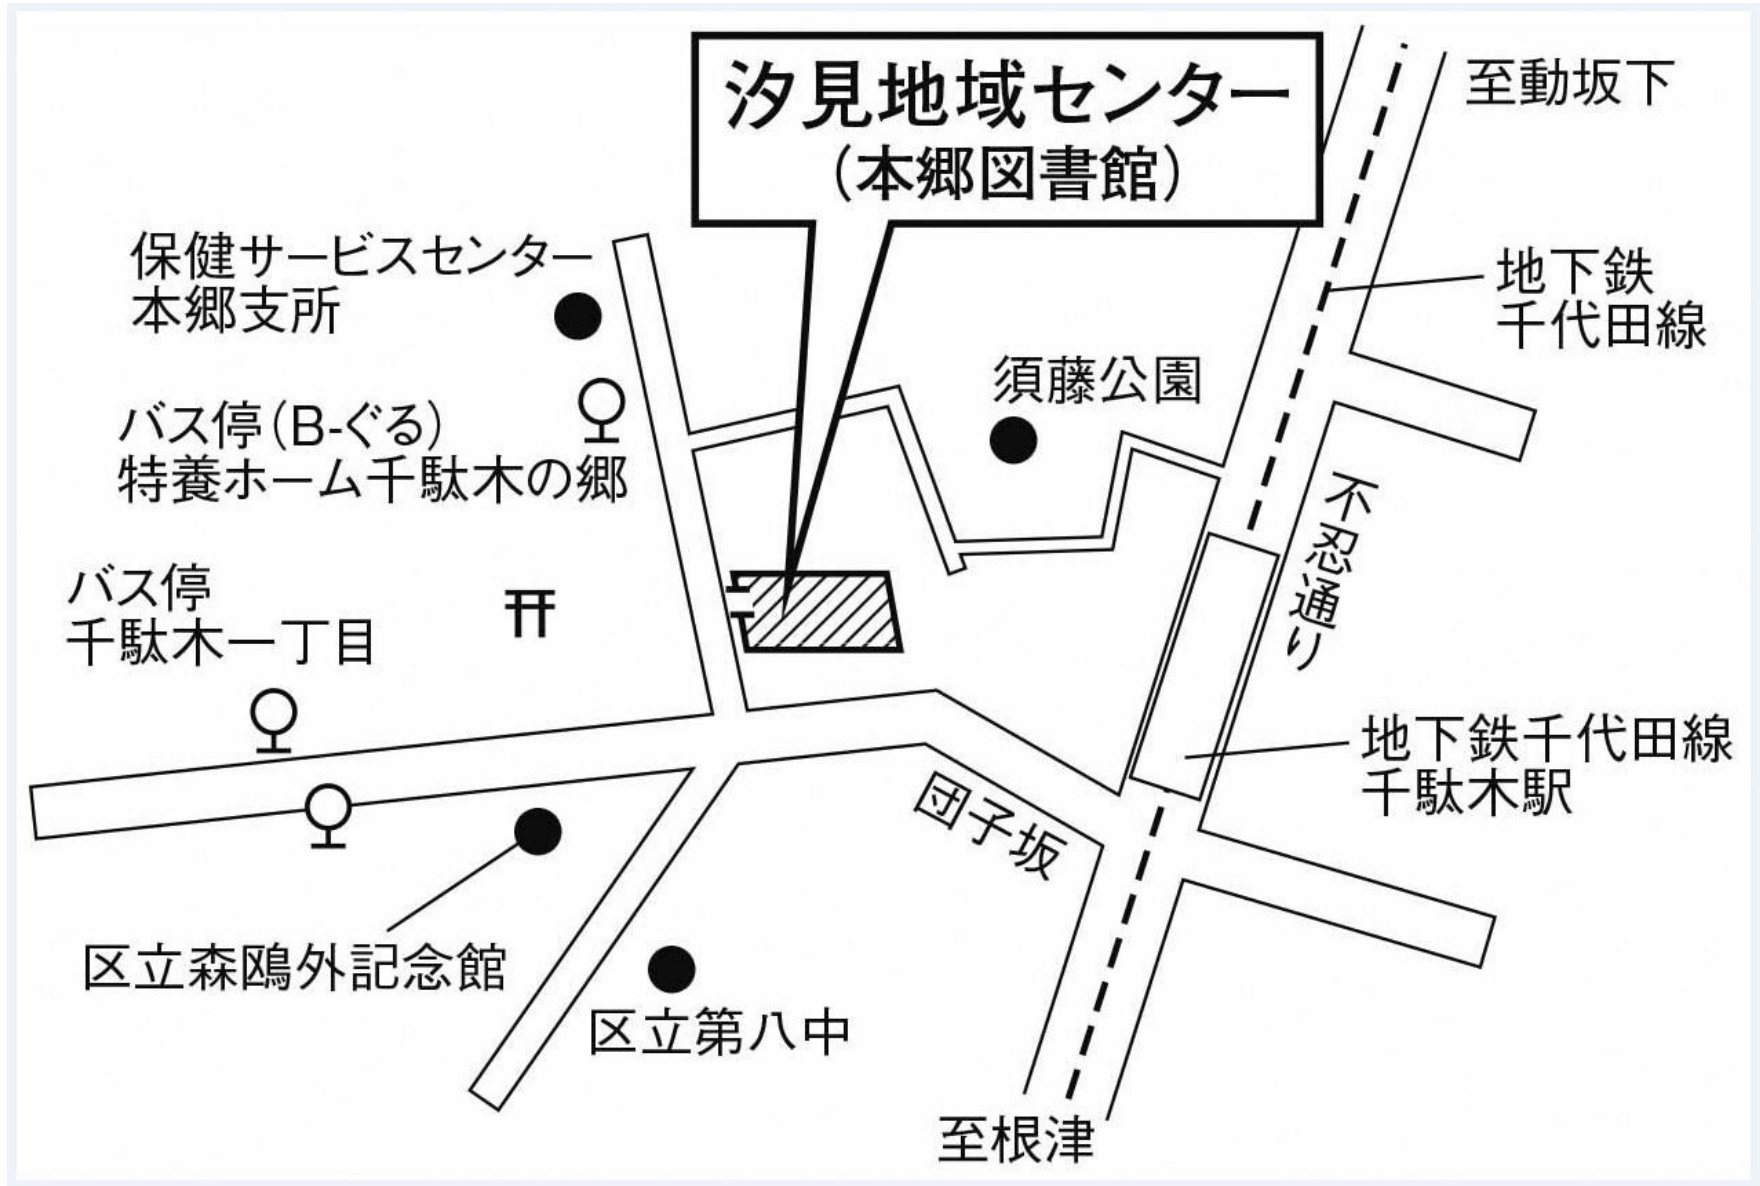 汐見地域センター
（本郷図書館）
至動坂下
保健サービスセンター
本郷支所
地下鉄
千代田線
須藤公園
バス停（B-ぐる）
特養ホーム千駄木の郷
不忍通り
バス停
千駄木一丁目
地下鉄千代田線
千駄木駅
団子坂
区立森鴎外記念館
区立第八中
至根津